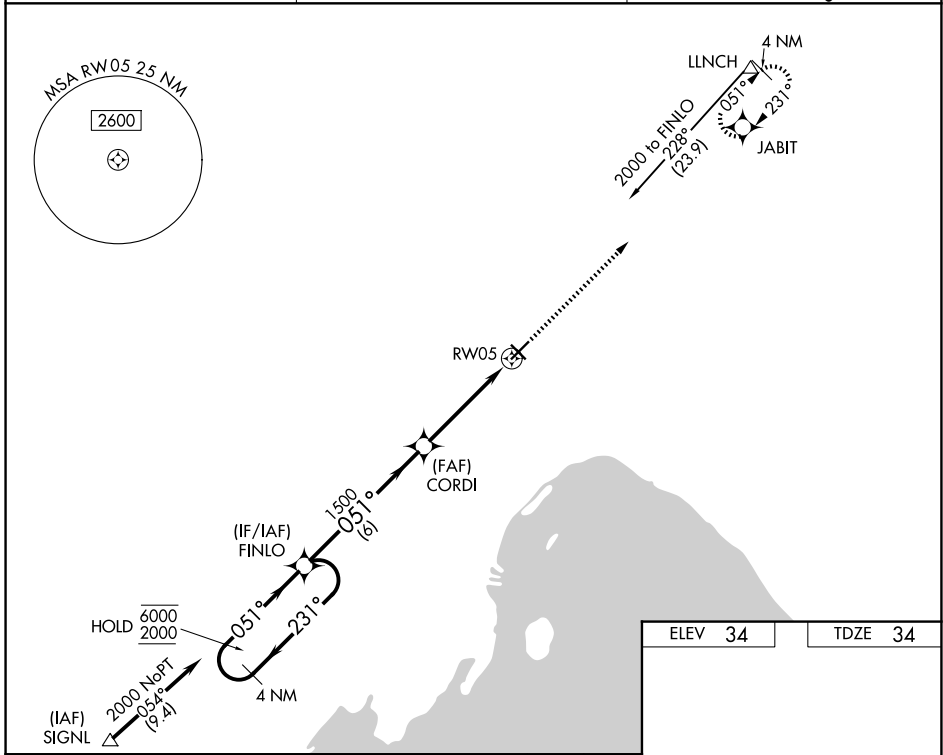 MSA RW05 25 NM
2600
4 NM
LLNCH
051°
231°
JABIT
2000 to FINLO
228°
(23.9)
RW05
(FAF)
CORDI
1500
051°
(6)
(IF/IAF)
FINLO
051°
231°
HOLD 6000
2000
4 NM
2000 NoPT
054°
(9.4)
(IAF)
SIGNL
ELEV 34
TDZE 34